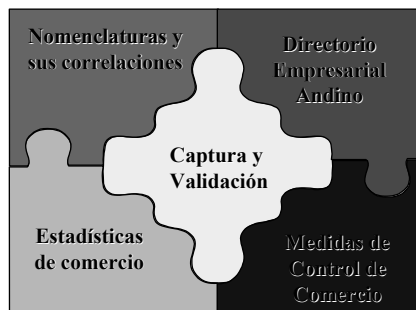 Nomenclaturas y
sus correlaciones
Directorio
Empresarial
Andino
Captura y
Validación
Estadísticas
de comercio
Medidas de
Control de
Comercio